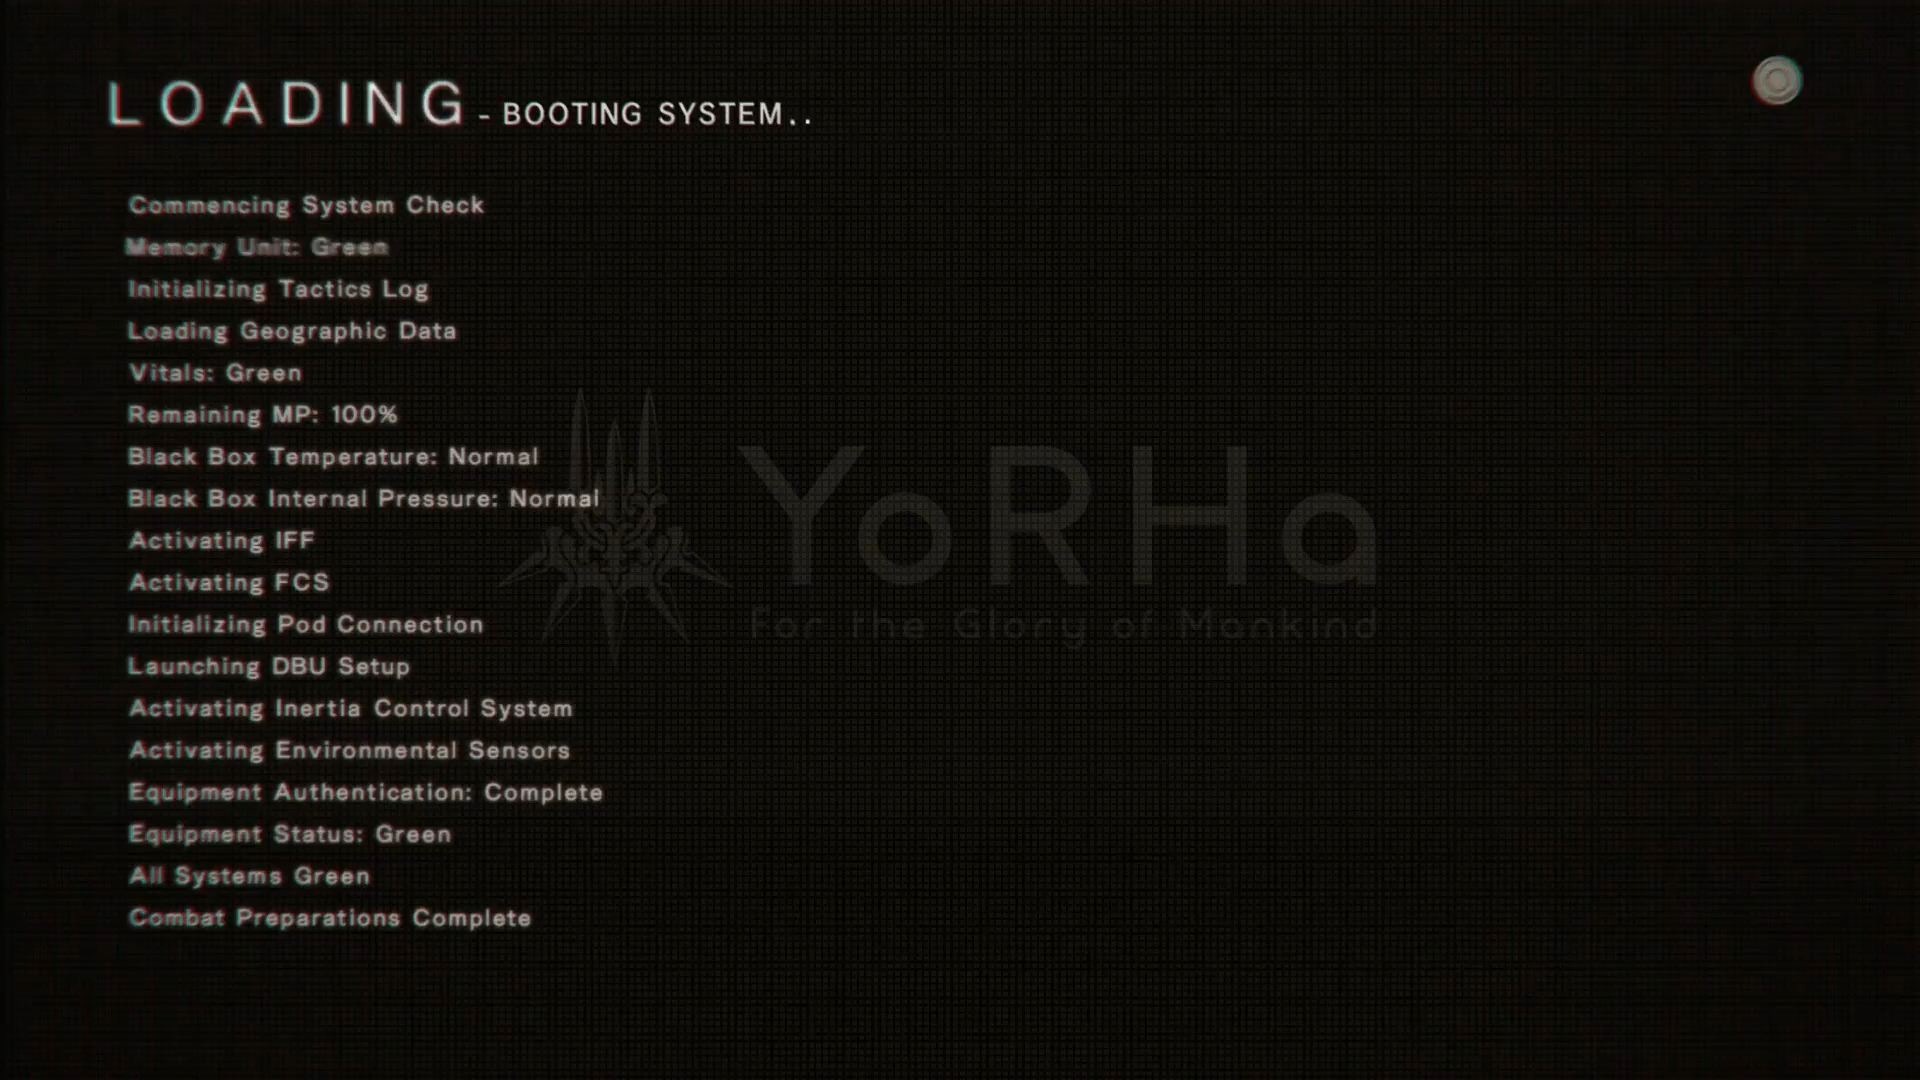 LOADING - BOOTING SYSTEM..
Commencing System Check
Memory Unit: Green
Initializing Tactics Log
Loading Geographic Data
Vitals: Green
Remaining MP: 100%
Black Box Temperature: Normal
Black Box Internal Pressure: Normal
Activating IFF
Activating FCS
Initializing Pod Connection
Launching DBU Setup
Activating Inertia Control System
Activating Environmental Sensors
Equipment Authentication: Complete
Equipment Status: Green
All Systems Green
Combat Preparations Complete
YoRHa
For the Glory of Mankind